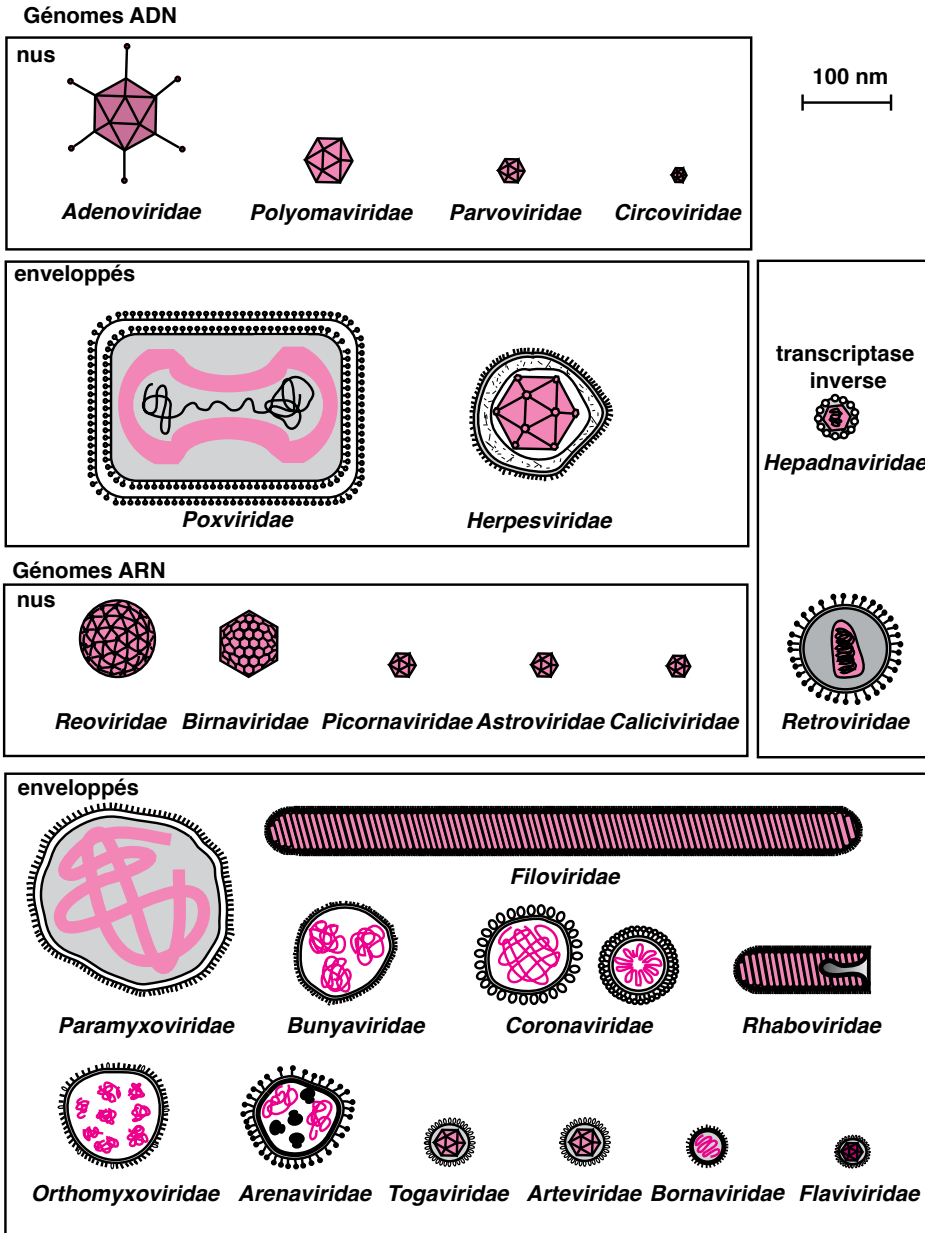 Génomes ADN
nus
100 nm
Adenoviridae Polyomaviridae Parvoviridae Circoviridae
enveloppés
Poxviridae Herpesviridae
transcriptase
inverse
Hepadnaviridae
Retroviridae
Génomes ARN
nus
Reoviridae Birnaviridae Picornaviridae Astroviridae Caliciviridae
enveloppés
Filoviridae
Paramyxoviridae Bunyaviridae Coronaviridae Rhaboviridae
Orthomyxoviridae Arenaviridae Togaviridae Arteviridae Bornaviridae Flaviviridae